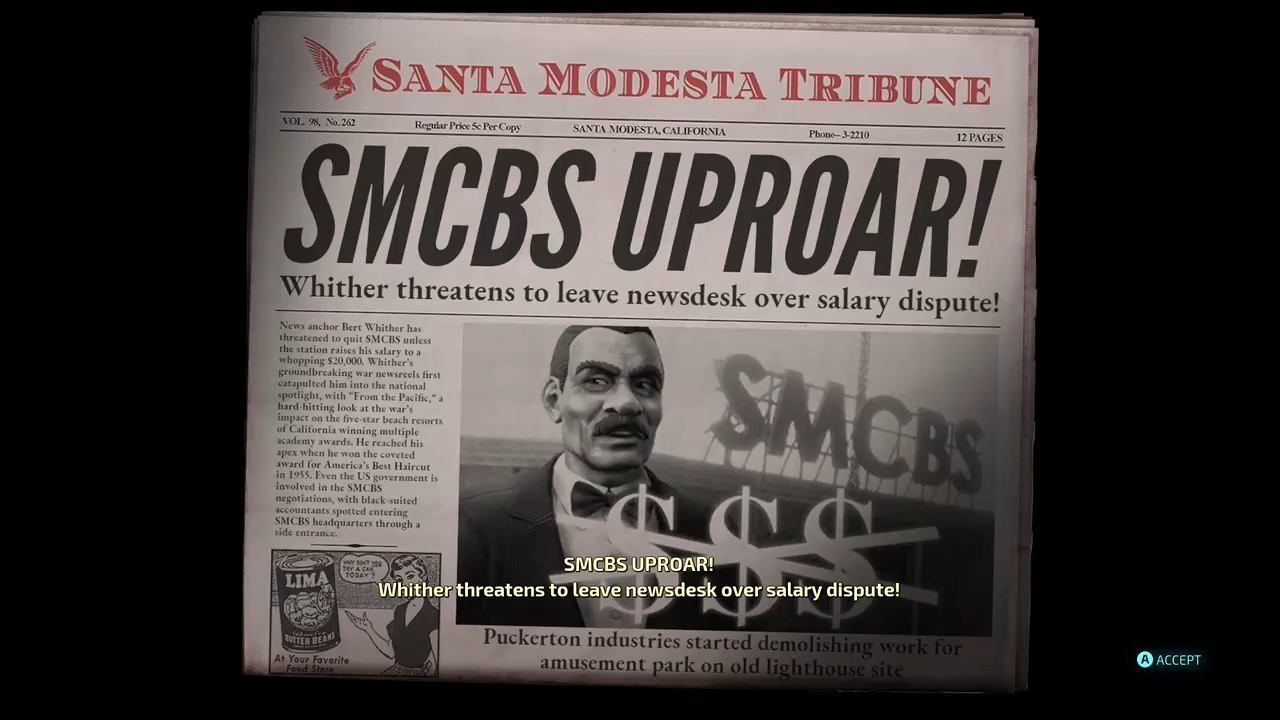 SANTA MODESTA TRIBUNE
VOL. 98, No. 262 Regular Price 5c Per Copy SANTA MODESTA, CALIFORNIA Phone–3-2210 12 PAGES
SMCBS UPROAR!
Whither threatens to leave newsdesk over salary dispute!
News anchor Bert Whither has
threatened to quit SMCBS unless
the station raises his salary to a
whopping $20,000. Whither's
groundbreaking war newsreels first
catapulted him into the national
spotlight, with "From the Pacific," a
hard-hitting look at the war's
impact on the five-star beach resorts
of California winning multiple
academy awards. He reached his
apex when he won the coveted
award for America's Best Haircut
in 1955. Even the US government is
involved in the SMCBS
negotiations, with black-suited
accountants spotted entering
SMCBS headquarters through a
side entrance.
SMCBS
$$$
LIMA
BUTTER BEANS
WHY DON'T YOU
TRY A CAN
TODAY?
At Your Favorite
Food Store
SMCBS UPROAR!
Whither threatens to leave newsdesk over salary dispute!
Puckerton industries started demolishing work for
amusement park on old lighthouse site
A ACCEPT